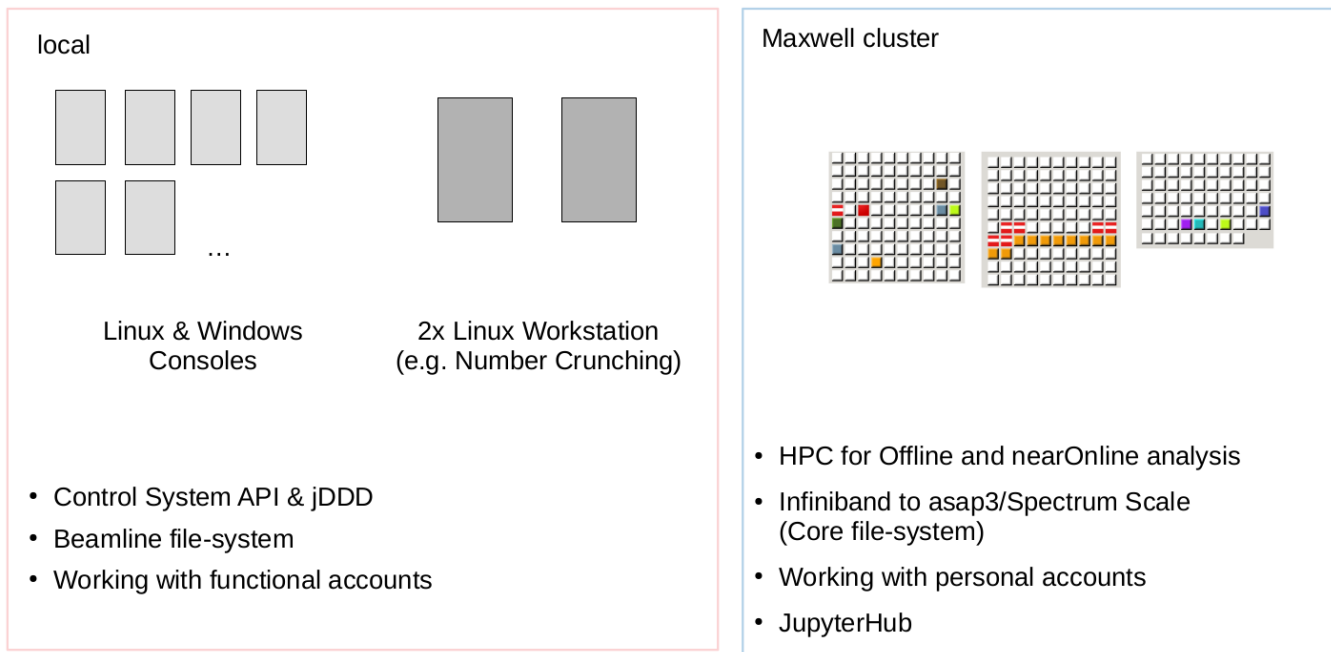 local
…
Linux & Windows
Consoles
2x Linux Workstation
(e.g. Number Crunching)
• Control System API & jDDD
• Beamline file-system
• Working with functional accounts
Maxwell cluster
• HPC for Offline and nearOnline analysis
• Infiniband to asap3/Spectrum Scale
(Core file-system)
• Working with personal accounts
• JupyterHub